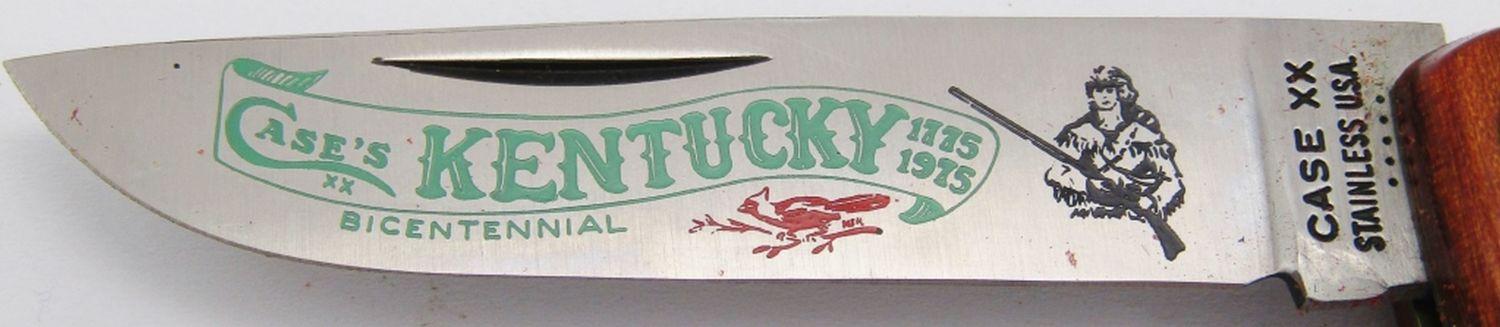 CASE'S
XX
KENTUCKY
1775
1975
BICENTENNIAL
CASE XX
STAINLESS U.S.A.